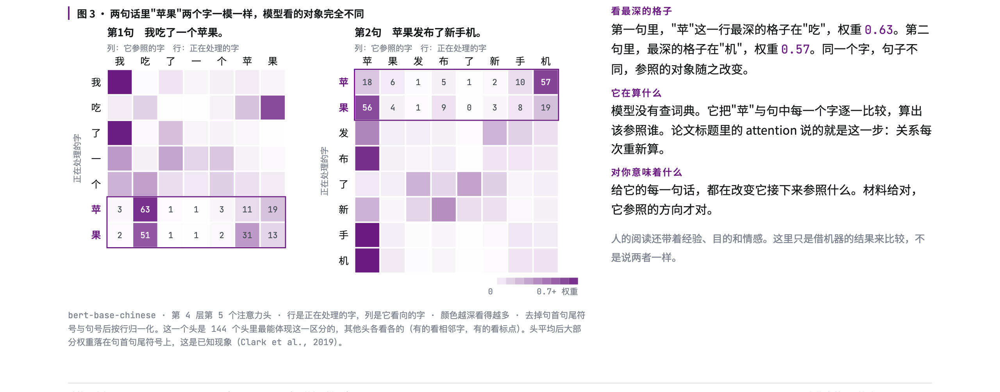 图 3 · 两句话里"苹果"两个字一模一样，模型看的对象完全不同
第1句　我吃了一个苹果。
列：它参照的字　行：正在处理的字
我 吃 了 一 个 苹 果
正在处理的字
我
吃
了
一
个
苹 3 63 1 1 3 11 19
果 2 51 1 1 2 31 13
第2句　苹果发布了新手机。
列：它参照的字　行：正在处理的字
苹 果 发 布 了 新 手 机
正在处理的字
苹 18 6 1 5 1 2 10 57
果 56 4 1 9 0 3 8 19
发
布
了
新
手
机
0 0.7+ 权重
bert-base-chinese · 第 4 层第 5 个注意力头 · 行是正在处理的字，列是它看向的字 · 颜色越深看得越多 · 去掉句首句尾符
号与句号后按行归一化。这一个头是 144 个头里最能体现这一区分的，其他头各看各的（有的看相邻字，有的看标点）。头平均后大部
分权重落在句首句尾符号上，这是已知现象（Clark et al., 2019）。
看最深的格子
第一句里，"苹"这一行最深的格子在"吃"，权重 0.63。第二
句里，最深的格子在"机"，权重 0.57。同一个字，句子不
同，参照的对象随之改变。
它在算什么
模型没有查词典。它把"苹"与句中每一个字逐一比较，算出
该参照谁。论文标题里的 attention 说的就是这一步：关系每
次重新算。
对你意味着什么
给它的每一句话，都在改变它接下来参照什么。材料给对，
它参照的方向才对。
人的阅读还带着经验、目的和情感。这里只是借机器的结果来比较，不
是说两者一样。